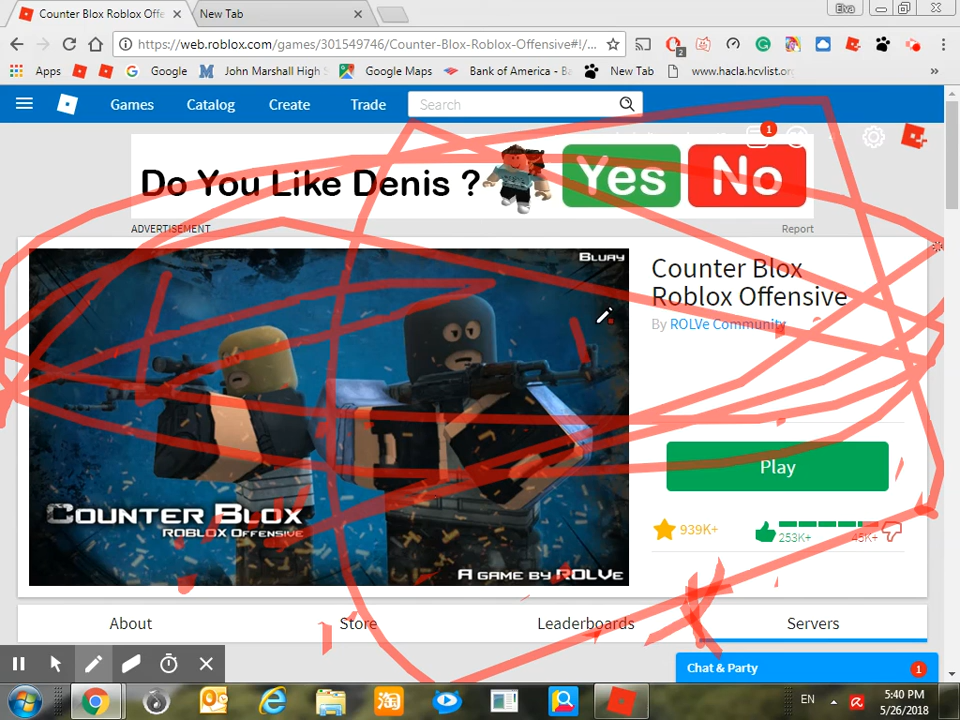 Counter Blox Roblox Offe
New Tab
Elva
https://web.roblox.com/games/301549746/Counter-Blox-Roblox-Offensive#!/...
2
Apps
Google
John Marshall High
Google Maps
Bank of America - Ba
New Tab
www.hacla.hcvlist.org
»
Games
Catalog
Create
Trade
Search
1
Do You Like Denis ?
Yes
No
ADVERTISEMENT
Report
BLURY
Counter Blox
Roblox Offensive
By ROLVe Community
Play
COUNTER BLOX
ROBLOX OFFENSIVE
A GAME BY ROLVe
939K+
253K+
45K+
About
Store
Leaderboards
Servers
Chat & Party
1
淘
EN
5:40 PM
5/26/2018